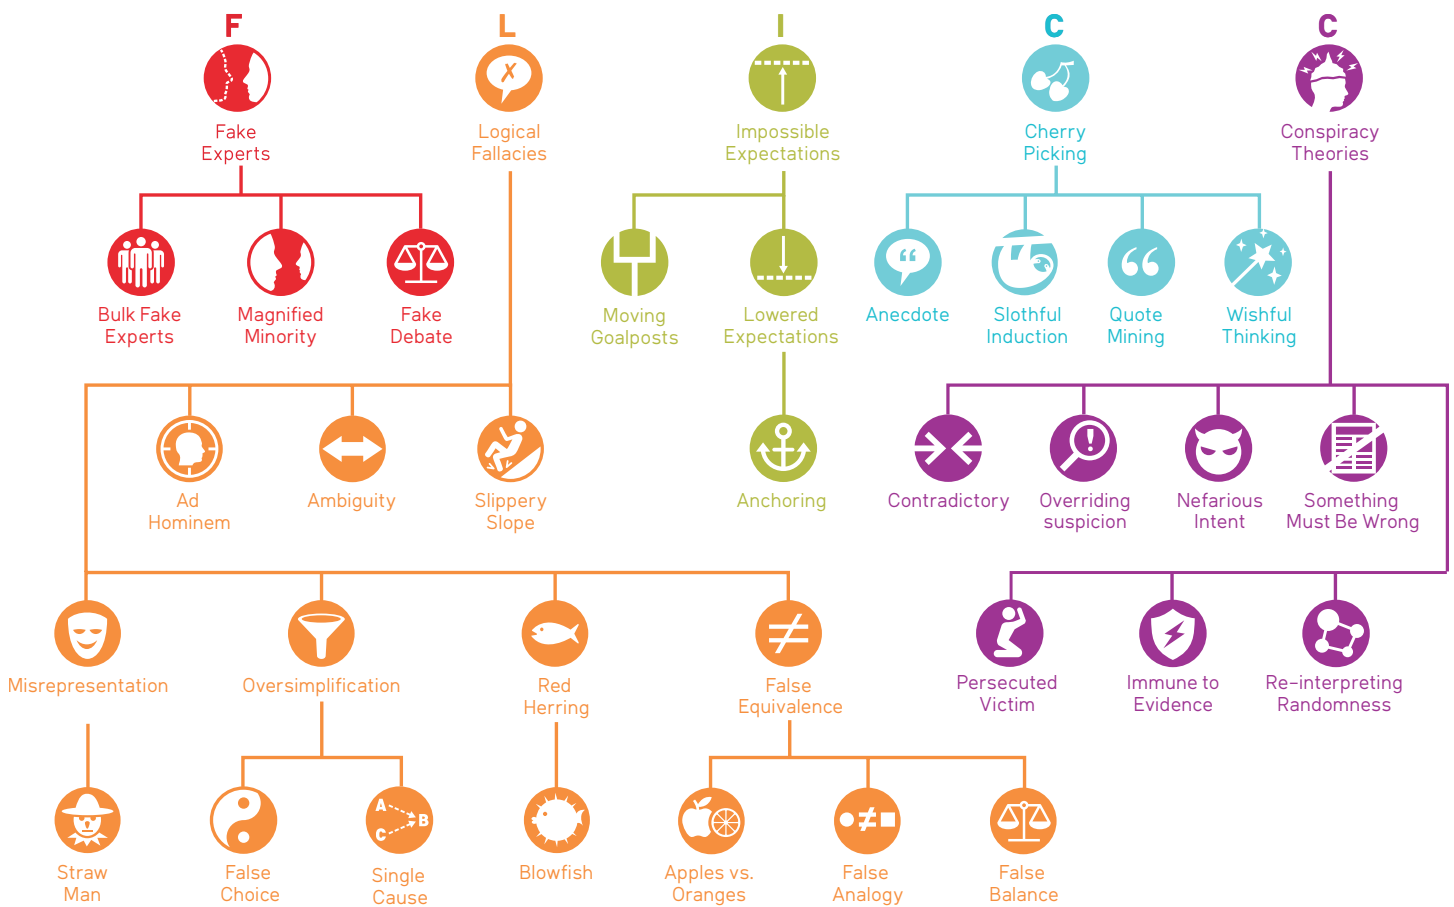 F
L
I
C
C
Fake
Experts
Logical
Fallacies
Impossible
Expectations
Cherry
Picking
Conspiracy
Theories
Bulk Fake
Experts
Magnified
Minority
Fake
Debate
Moving
Goalposts
Lowered
Expectations
Anecdote
Slothful
Induction
Quote
Mining
Wishful
Thinking
Ad
Hominem
Ambiguity
Slippery
Slope
Anchoring
Contradictory
Overriding
suspicion
Nefarious
Intent
Something
Must Be Wrong
Misrepresentation
Oversimplification
Red
Herring
False
Equivalence
Persecuted
Victim
Immune to
Evidence
Re-interpreting
Randomness
Straw
Man
False
Choice
A
B
C
Single
Cause
Blowfish
Apples vs.
Oranges
False
Analogy
False
Balance